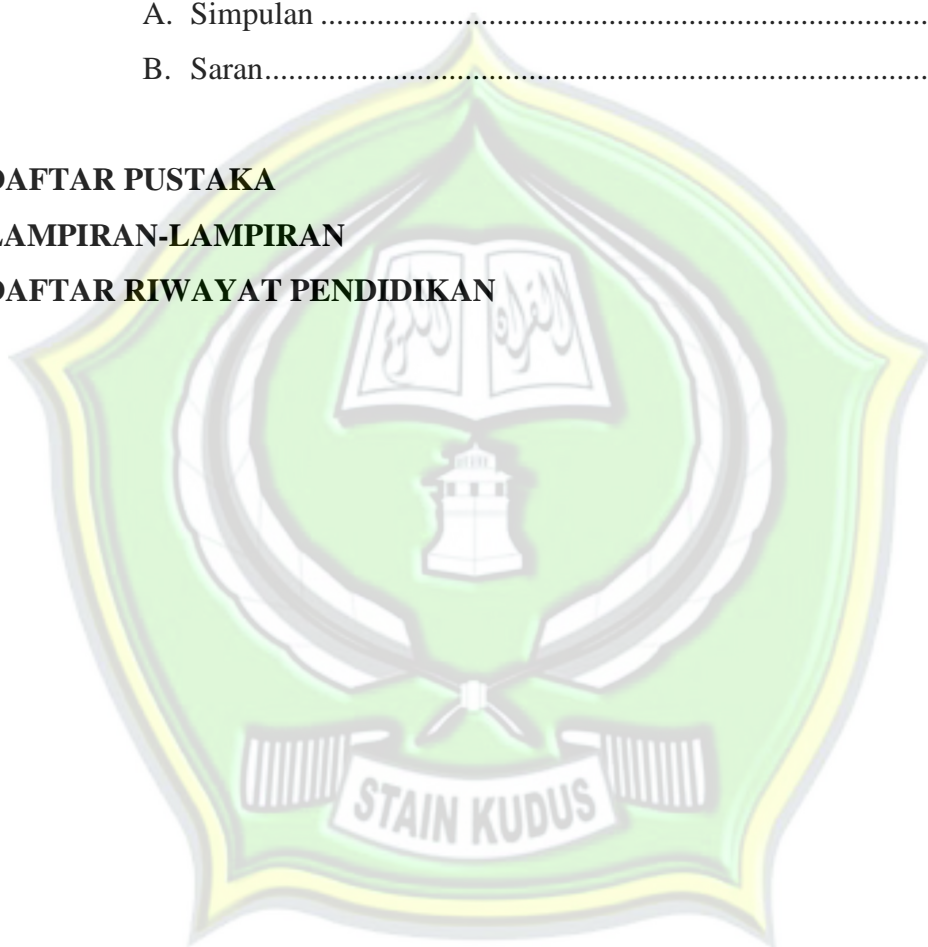 A. Simpulan ................................................................................
B. Saran.......................................................................................
DAFTAR PUSTAKA
LAMPIRAN-LAMPIRAN
DAFTAR RIWAYAT PENDIDIKAN
STAIN KUDUS